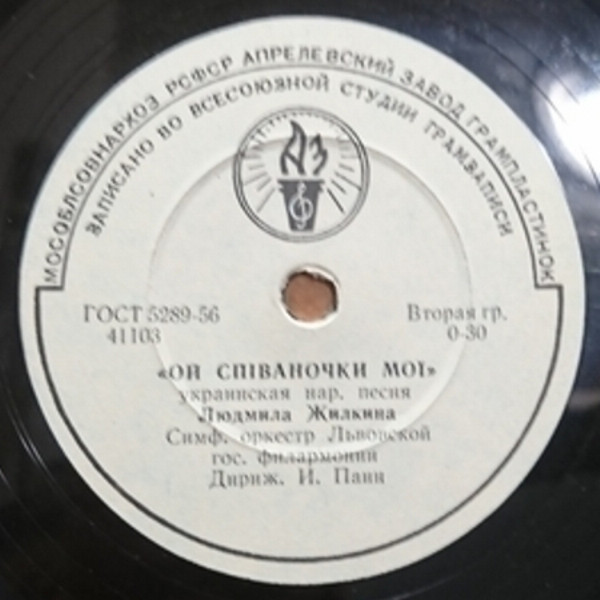 МОСОБЛСОВНАРХОЗ РСФСР АПРЕЛЕВСКИЙ ЗАВОД ГРАМПЛАСТИНОК
ЗАПИСАНО ВО ВСЕСОЮЗНОЙ СТУДИИ ГРАМЗАПИСИ
АЗ
ГОСТ 5289-56
41103
Вторая гр.
0-30
«ОЙ СПІВАНОЧКИ МОЇ»
украинская нар. песня
Людмила Жилкина
Симф. оркестр Львовской
гос. филармонии
Дириж. И. Паин